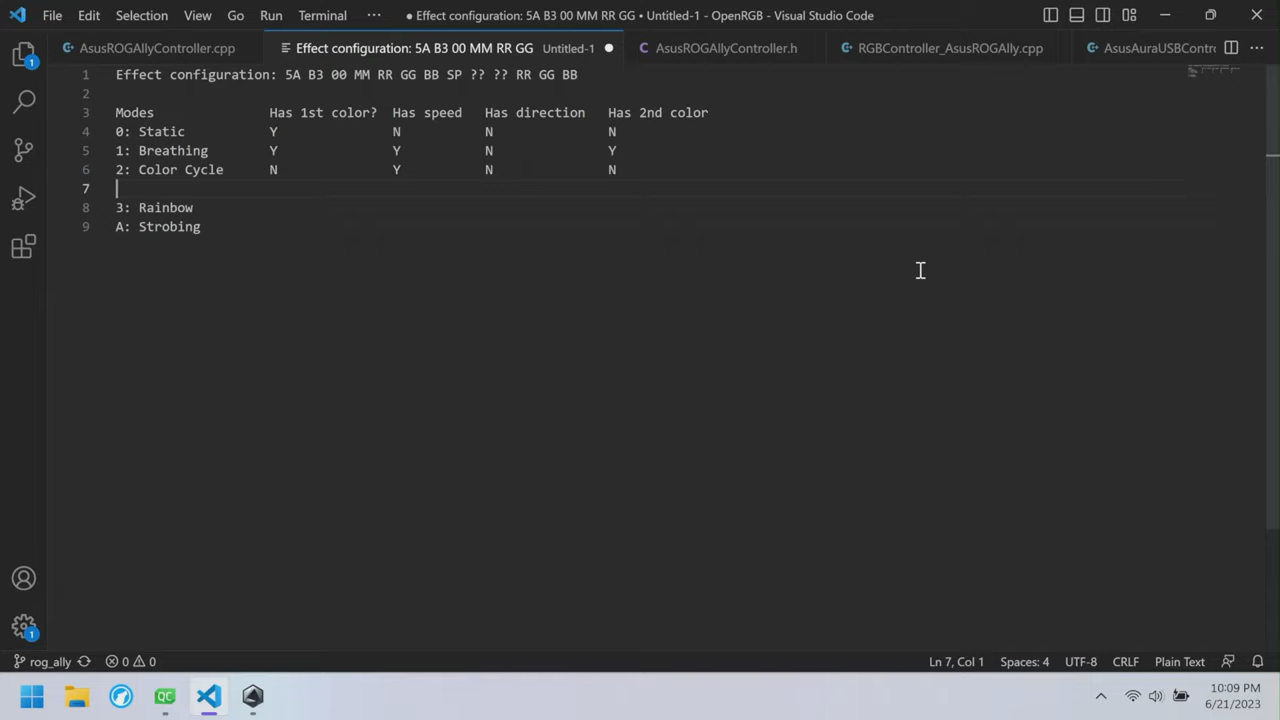 File Edit Selection View Go Run Terminal ··· ● Effect configuration: 5A B3 00 MM RR GG • Untitled-1 - OpenRGB - Visual Studio Code
AsusROGAllyController.cpp Effect configuration: 5A B3 00 MM RR GG Untitled-1 ● AsusROGAllyController.h RGBController_AsusROGAlly.cpp AsusAuraUSBContr
1 Effect configuration: 5A B3 00 MM RR GG BB SP ?? ?? RR GG BB
2
3 Modes Has 1st color? Has speed Has direction Has 2nd color
4 0: Static Y N N N
5 1: Breathing Y Y N Y
6 2: Color Cycle N Y N N
7
8 3: Rainbow
9 A: Strobing
1
1
rog_ally 0 0 Ln 7, Col 1 Spaces: 4 UTF-8 CRLF Plain Text
QC
10:09 PM
6/21/2023